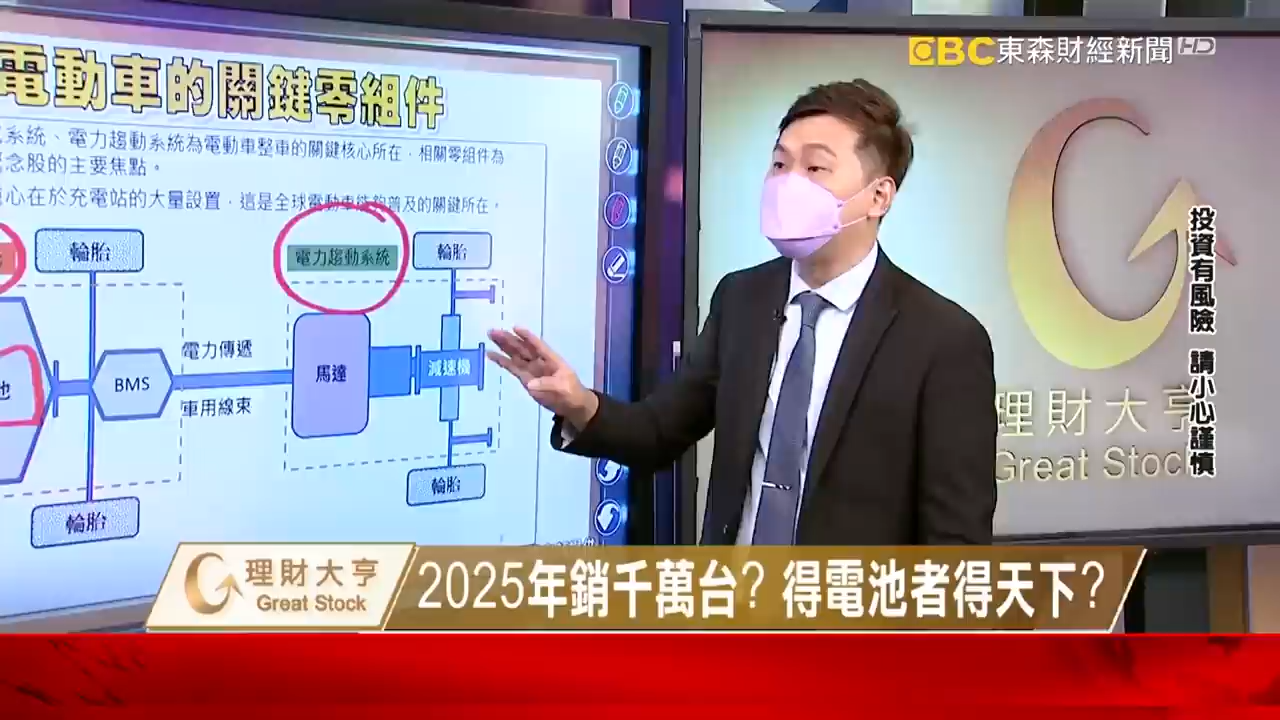 EBC東森財經新聞HD
電動車的關鍵零組件
系統、電力趨動系統為電動車整車的關鍵核心所在，相關零組件為
念股的主要焦點。
心在於充電站的大量設置，這是全球電動車能夠普及的關鍵所在。
輪胎
電力趨動系統
輪胎
池
BMS
電力傳遞
車用線束
馬達
減速機
輪胎
輪胎
投資有風險 請小心謹慎
理財大亨
Great Stock
理財大亨
Great Stock
2025年銷千萬台? 得電池者得天下?